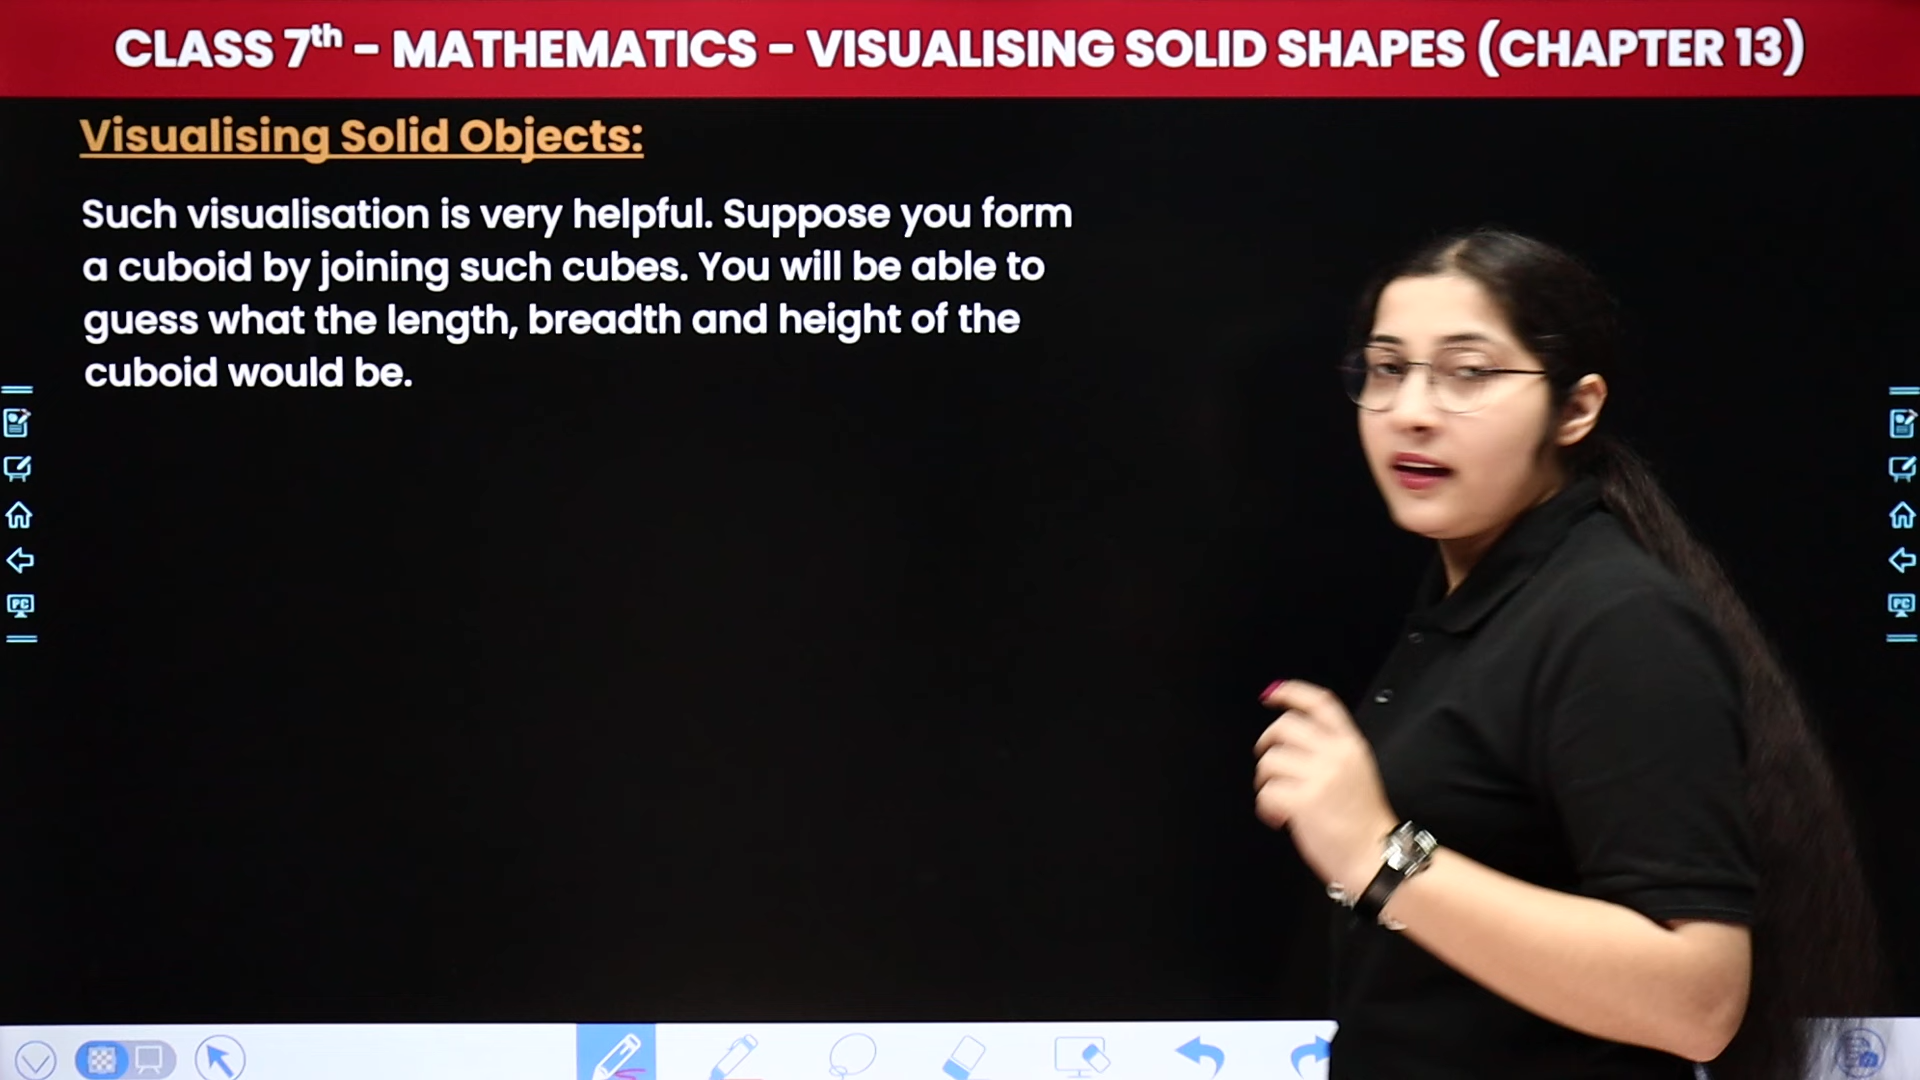 CLASS 7th - MATHEMATICS - VISUALISING SOLID SHAPES (CHAPTER 13)
Visualising Solid Objects:
Such visualisation is very helpful. Suppose you form
a cuboid by joining such cubes. You will be able to
guess what the length, breadth and height of the
cuboid would be.
PC
PC